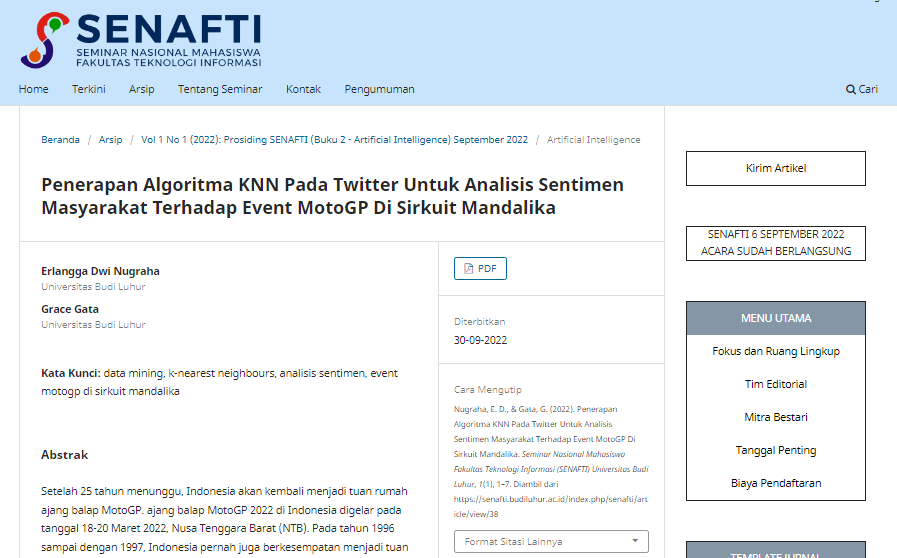 SENAFTI
SEMINAR NASIONAL MAHASISWA
FAKULTAS TEKNOLOGI INFORMASI
Home Terkini Arsip Tentang Seminar Kontak Pengumuman Cari
Beranda / Arsip / Vol 1 No 1 (2022): Prosiding SENAFTI (Buku 2 - Artificial Intelligence) September 2022 / Artificial Intelligence
Penerapan Algoritma KNN Pada Twitter Untuk Analisis Sentimen
Masyarakat Terhadap Event MotoGP Di Sirkuit Mandalika
Erlangga Dwi Nugraha
Universitas Budi Luhur
Grace Gata
Universitas Budi Luhur
Kata Kunci: data mining, k-nearest neighbours, analisis sentimen, event
motogp di sirkuit mandalika
Abstrak
Setelah 25 tahun menunggu, Indonesia akan kembali menjadi tuan rumah
ajang balap MotoGP. ajang balap MotoGP 2022 di Indonesia digelar pada
tanggal 18-20 Maret 2022, Nusa Tenggara Barat (NTB). Pada tahun 1996
sampai dengan 1997, Indonesia pernah juga berkesempatan menjadi tuan
PDF
Diterbitkan
30-09-2022
Cara Mengutip
Nugraha, E. D., & Gata, G. (2022). Penerapan
Algoritma KNN Pada Twitter Untuk Analisis
Sentimen Masyarakat Terhadap Event MotoGP Di
Sirkuit Mandalika. Seminar Nasional Mahasiswa
Fakultas Teknologi Informasi (SENAFTI) Universitas Budi
Luhur, 1(1), 1–7. Diambil dari
https://senafti.budiluhur.ac.id/index.php/senafti/art
icle/view/38
Format Sitasi Lainnya
Kirim Artikel
SENAFTI 6 SEPTEMBER 2022
ACARA SUDAH BERLANGSUNG
MENU UTAMA
Fokus dan Ruang Lingkup
Tim Editorial
Mitra Bestari
Tanggal Penting
Biaya Pendaftaran
TEMPLATE JURNAL